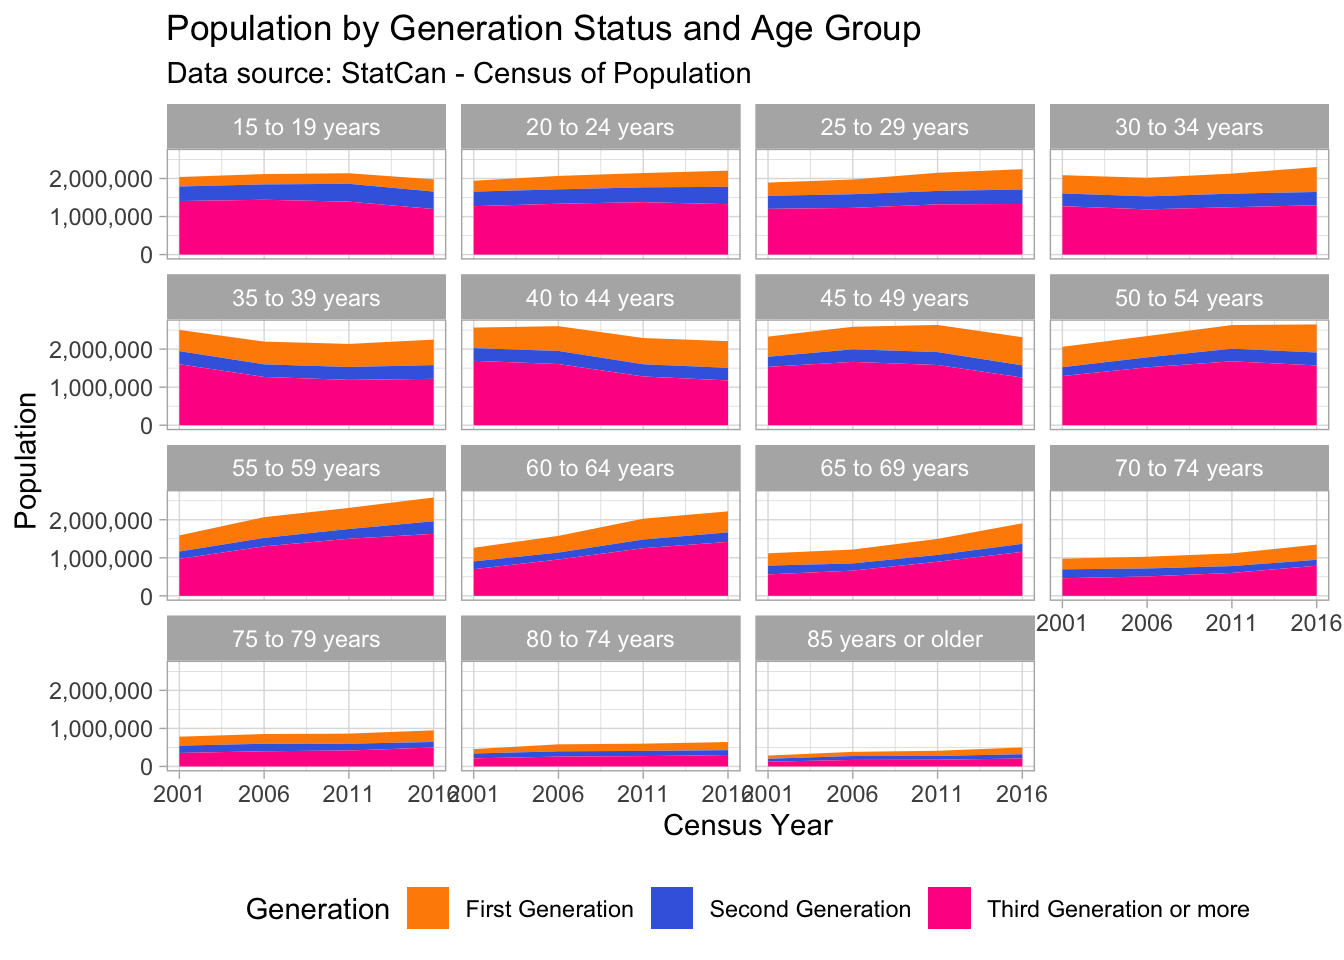 Population by Generation Status and Age Group
Data source: StatCan - Census of Population
15 to 19 years
20 to 24 years
25 to 29 years
30 to 34 years
2,000,000
1,000,000
0
35 to 39 years
40 to 44 years
45 to 49 years
50 to 54 years
2,000,000
1,000,000
0
Population
55 to 59 years
60 to 64 years
65 to 69 years
70 to 74 years
2,000,000
1,000,000
0
2001 2006 2011 2016
75 to 79 years
80 to 74 years
85 years or older
2,000,000
1,000,000
0
2001 2006 2011 2016
2001 2006 2011 2016
2001 2006 2011 2016
Census Year
Generation First Generation Second Generation Third Generation or more